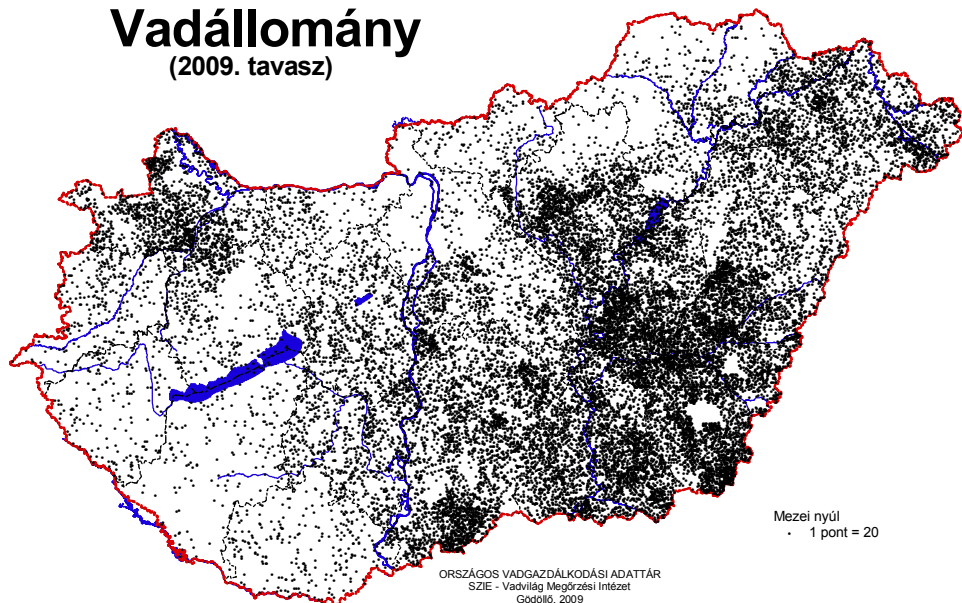 Vadállomány
(2009. tavasz)
Mezei nyúl
1 pont = 20
ORSZÁGOS VADGAZDÁLKODÁSI ADATTÁR
SZIE - Vadvilág Megőrzési Intézet
Gödöllő, 2009